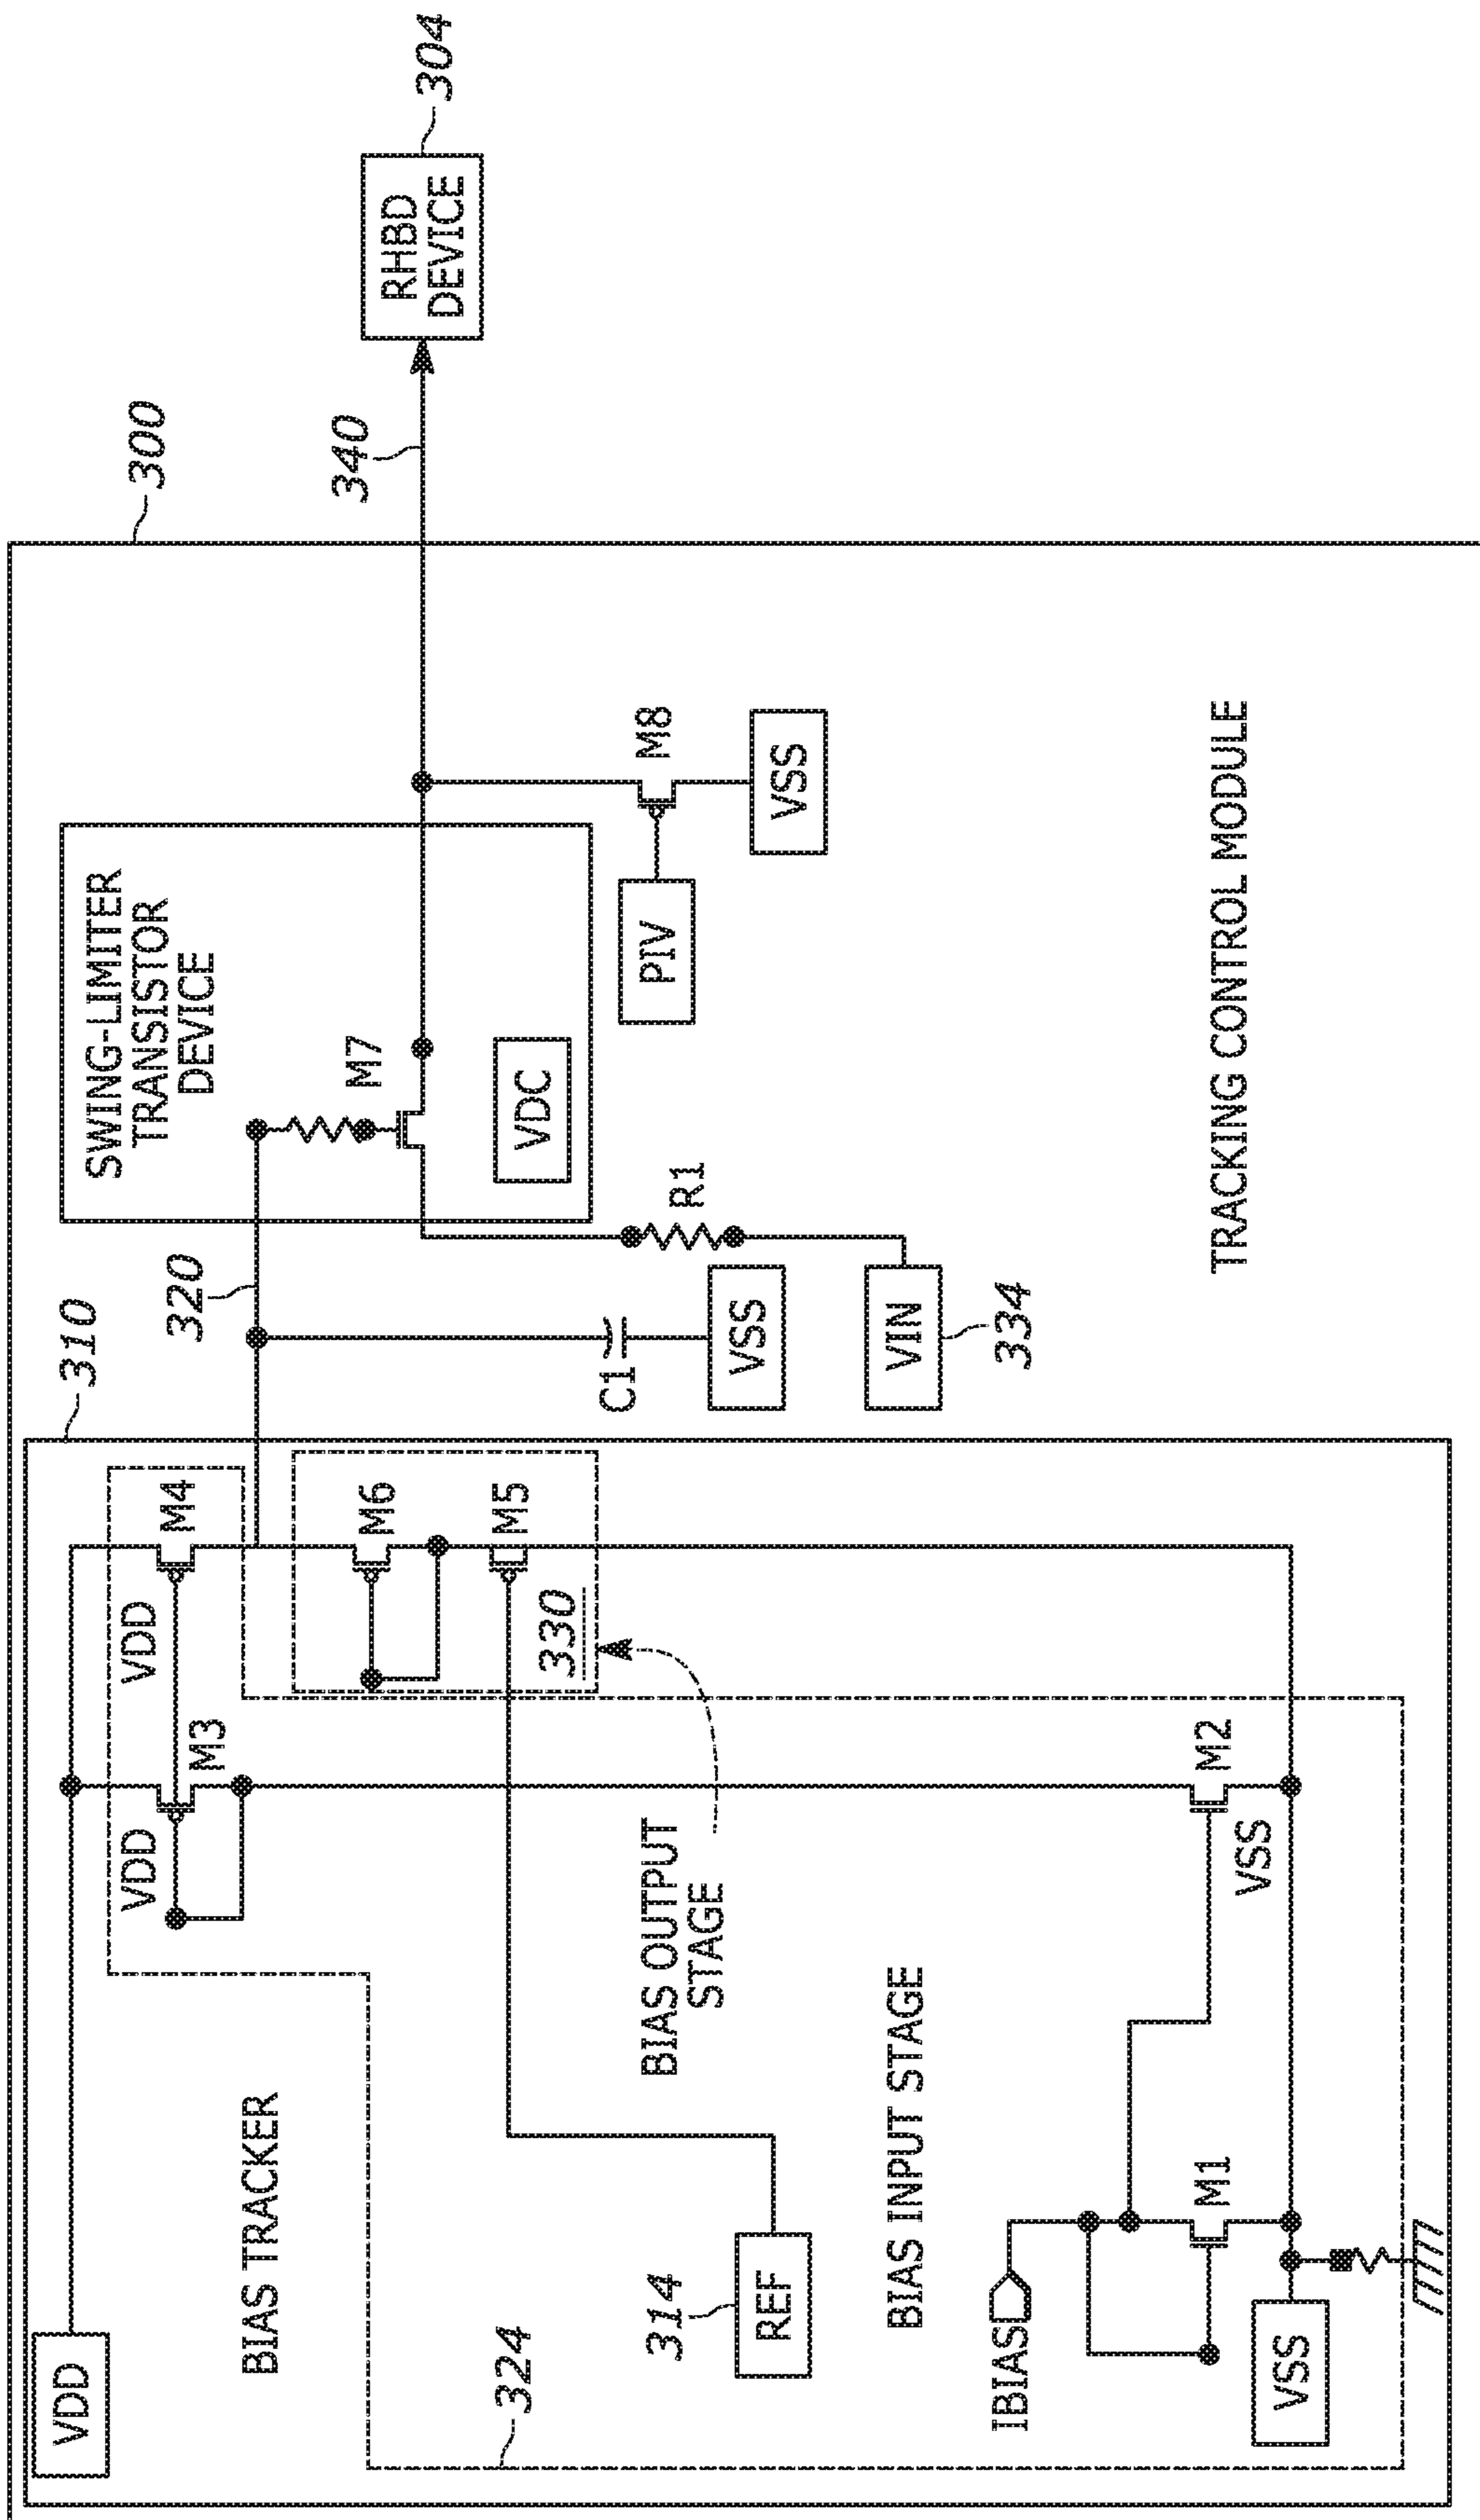 300
304
RHBD
DEVICE
340
310
320
SWING-LIMITER
TRANSISTOR
DEVICE
M7
VDC
M8
PIV
VSS
R1
C1
VSS
VIN
334
TRACKING CONTROL MODULE
VDD
BIAS TRACKER
VDD
M3
VDD
M4
M6
M5
330
BIAS OUTPUT
STAGE
314
REF
324
BIAS INPUT STAGE
IBIAS
M1
M2
VSS
VSS